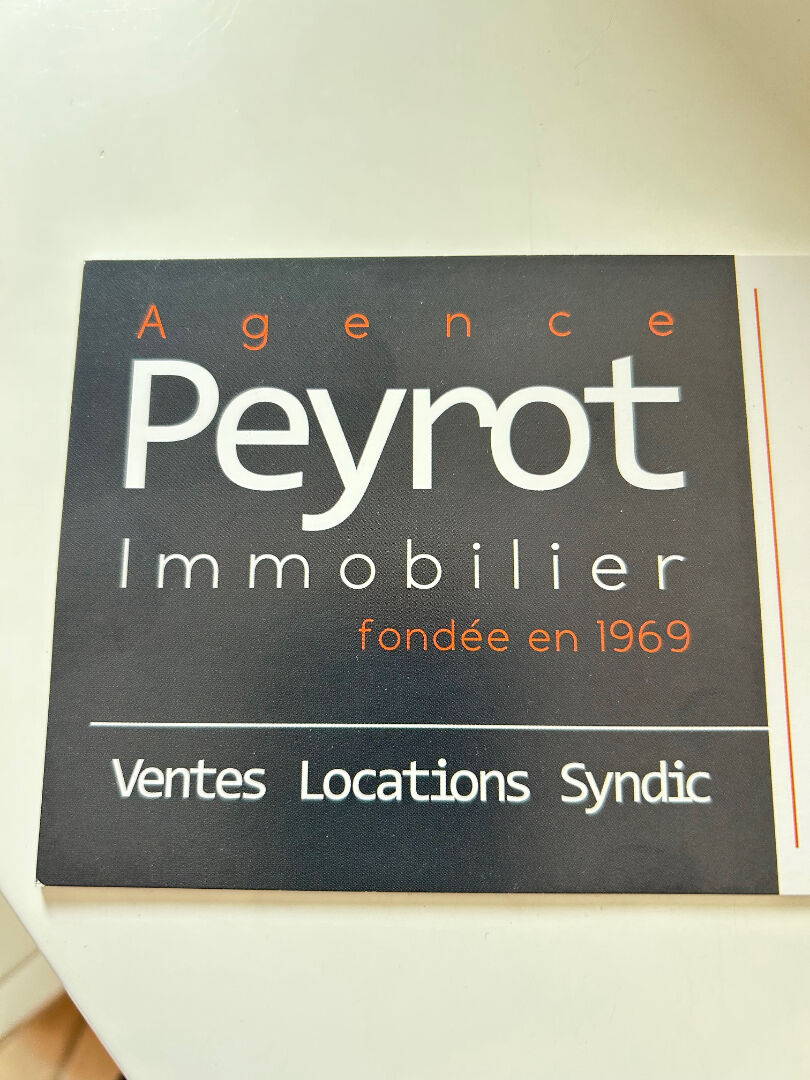 Agence
Peyrot
Immobilier
fondée en 1969
Ventes Locations Syndic